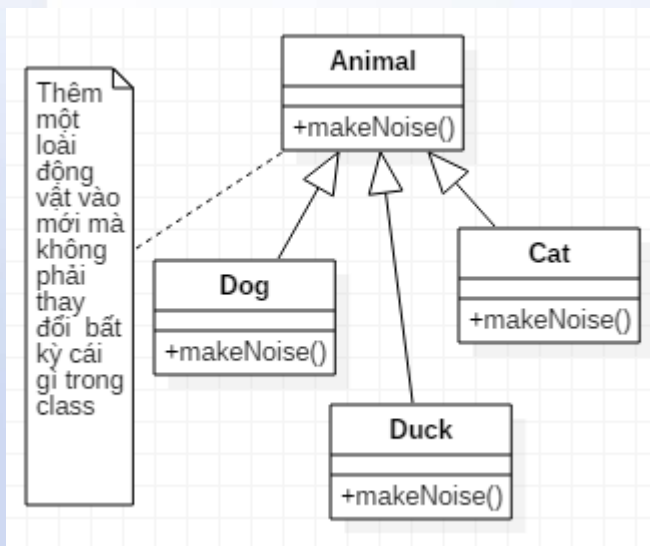 Thêm
một
loài
động
vật vào
mới mà
không
phải
thay
đổi  bất
kỳ cái
gì trong
class
Animal
+makeNoise()
Dog
+makeNoise()
Cat
+makeNoise()
Duck
+makeNoise()